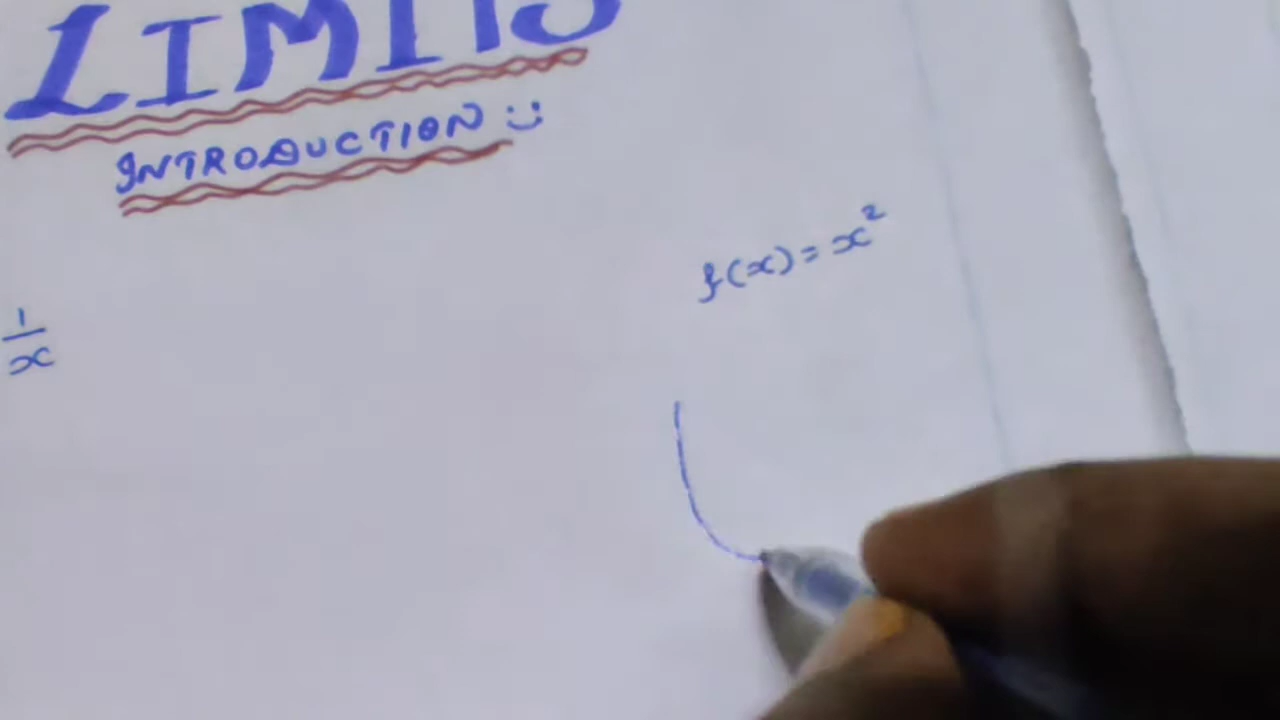 LIMITS
INTRODUCTION :)
f(x) = x²
1/x